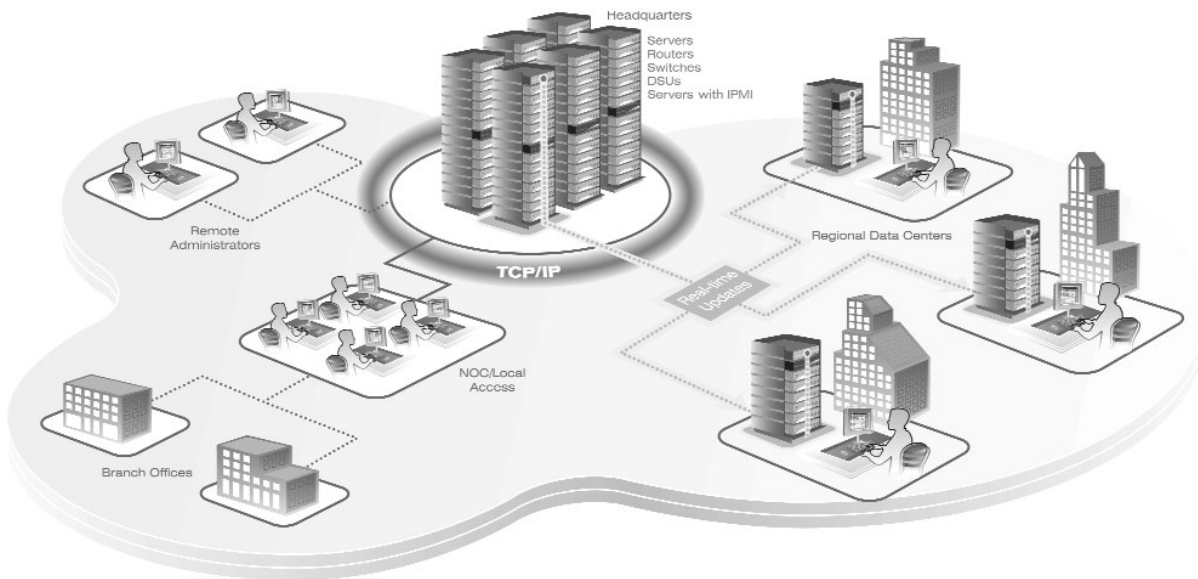 Headquarters
Servers
Routers
Switches
DSUs
Servers with IPMI
Remote
Administrators
Regional Data Centers
TCP/IP
Real-time
Updates
NOC/Local
Access
Branch Offices